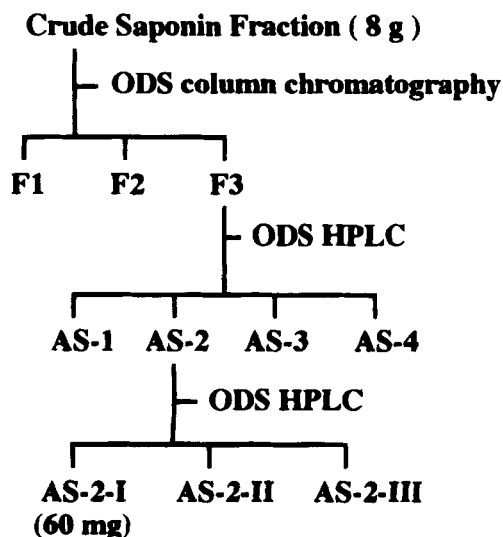 Crude Saponin Fraction ( 8 g )
ODS column chromatography
F1 F2 F3
ODS HPLC
AS-1 AS-2 AS-3 AS-4
ODS HPLC
AS-2-I AS-2-II AS-2-III
(60 mg)